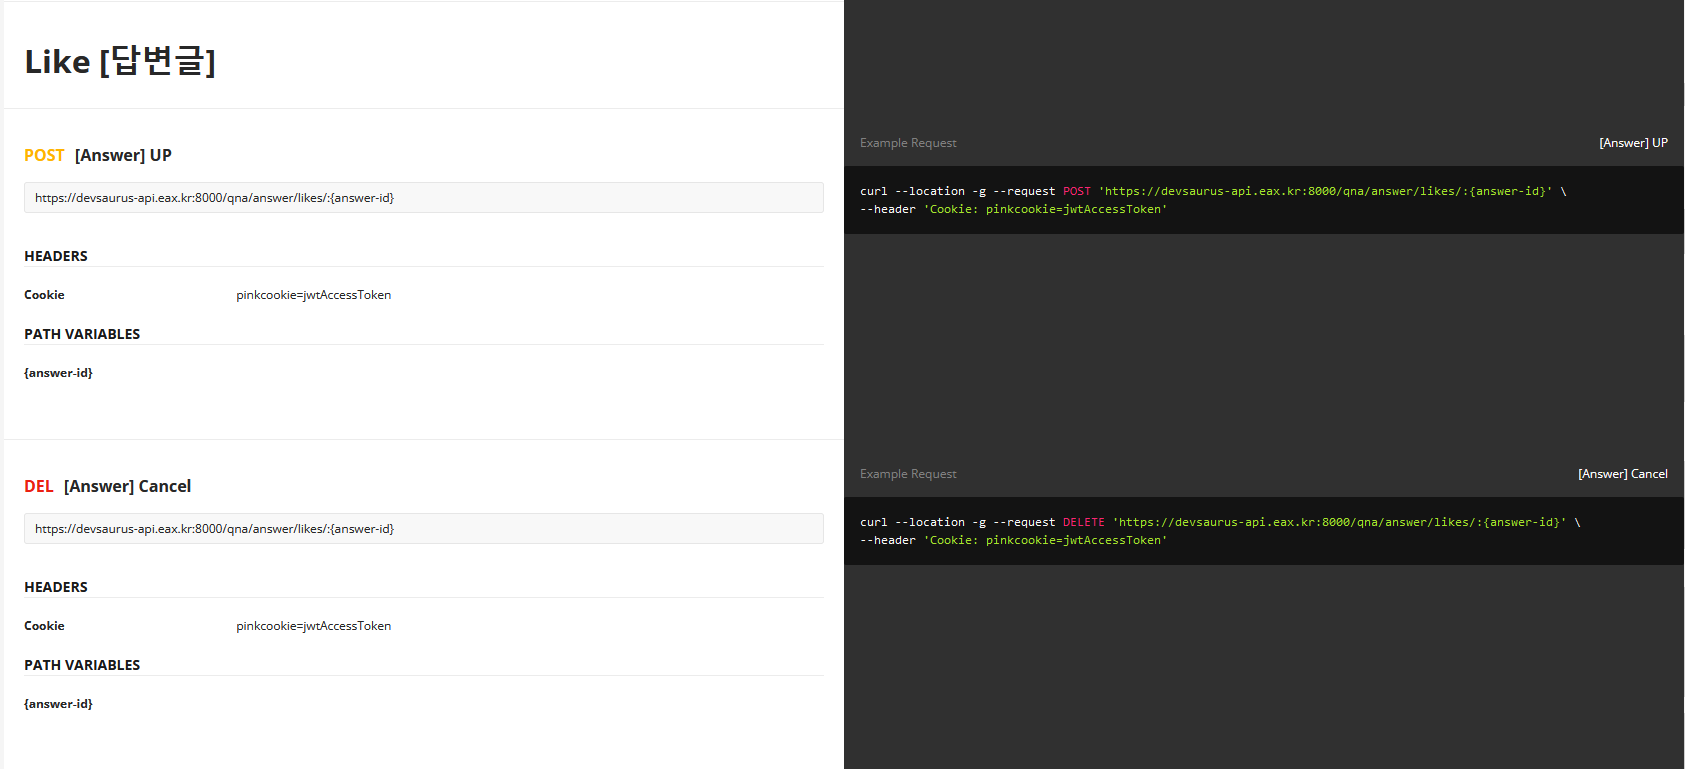 Like [답변글]
POST [Answer] UP
https://devsaurus-api.eax.kr:8000/qna/answer/likes/:{answer-id}
HEADERS
Cookie pinkcookie=jwtAccessToken
PATH VARIABLES
{answer-id}
Example Request [Answer] UP
curl --location -g --request POST 'https://devsaurus-api.eax.kr:8000/qna/answer/likes/:{answer-id}' \
--header 'Cookie: pinkcookie=jwtAccessToken'
DEL [Answer] Cancel
https://devsaurus-api.eax.kr:8000/qna/answer/likes/:{answer-id}
HEADERS
Cookie pinkcookie=jwtAccessToken
PATH VARIABLES
{answer-id}
Example Request [Answer] Cancel
curl --location -g --request DELETE 'https://devsaurus-api.eax.kr:8000/qna/answer/likes/:{answer-id}' \
--header 'Cookie: pinkcookie=jwtAccessToken'